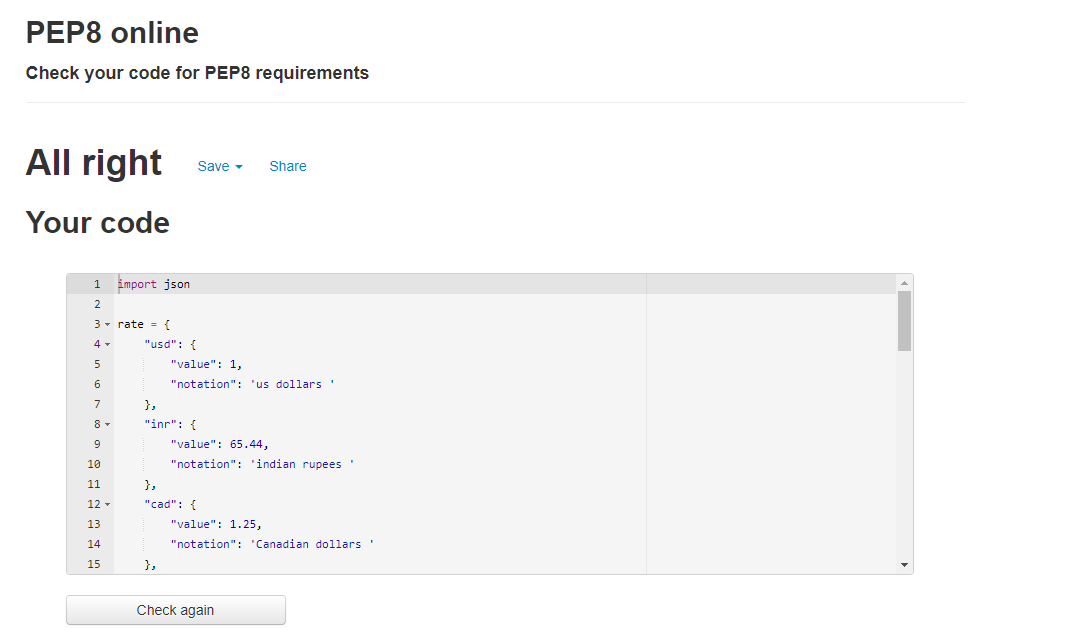 PEP8 online
Check your code for PEP8 requirements
All right Save Share
Your code
1 import json
2
3 rate = {
4     "usd": {
5         "value": 1,
6         "notation": 'us dollars '
7     },
8     "inr": {
9         "value": 65.44,
10         "notation": 'indian rupees '
11     },
12     "cad": {
13         "value": 1.25,
14         "notation": 'Canadian dollars '
15     },
Check again